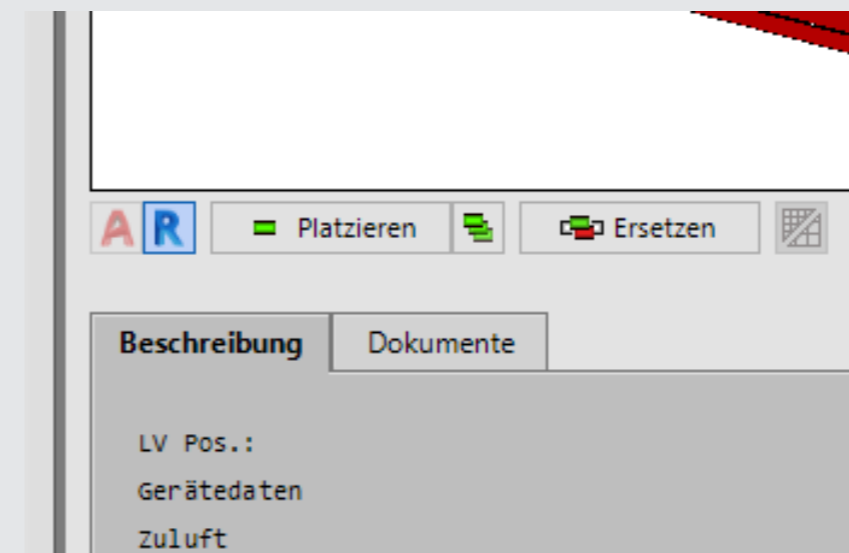 A R Platzieren Ersetzen
Beschreibung Dokumente
LV Pos.:
Gerätedaten
Zuluft